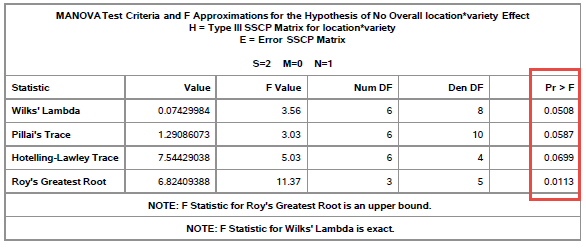 MANOVA Test Criteria and F Approximations for the Hypothesis of No Overall location*variety Effect
H = Type III SSCP Matrix for location*variety
E = Error SSCP Matrix
S=2 M=0 N=1
Statistic Value F Value Num DF Den DF Pr > F
Wilks' Lambda 0.07429984 3.56 6 8 0.0508
Pillai's Trace 1.29086073 3.03 6 10 0.0587
Hotelling-Lawley Trace 7.54429038 5.03 6 4 0.0699
Roy's Greatest Root 6.82409388 11.37 3 5 0.0113
NOTE: F Statistic for Roy's Greatest Root is an upper bound.
NOTE: F Statistic for Wilks' Lambda is exact.